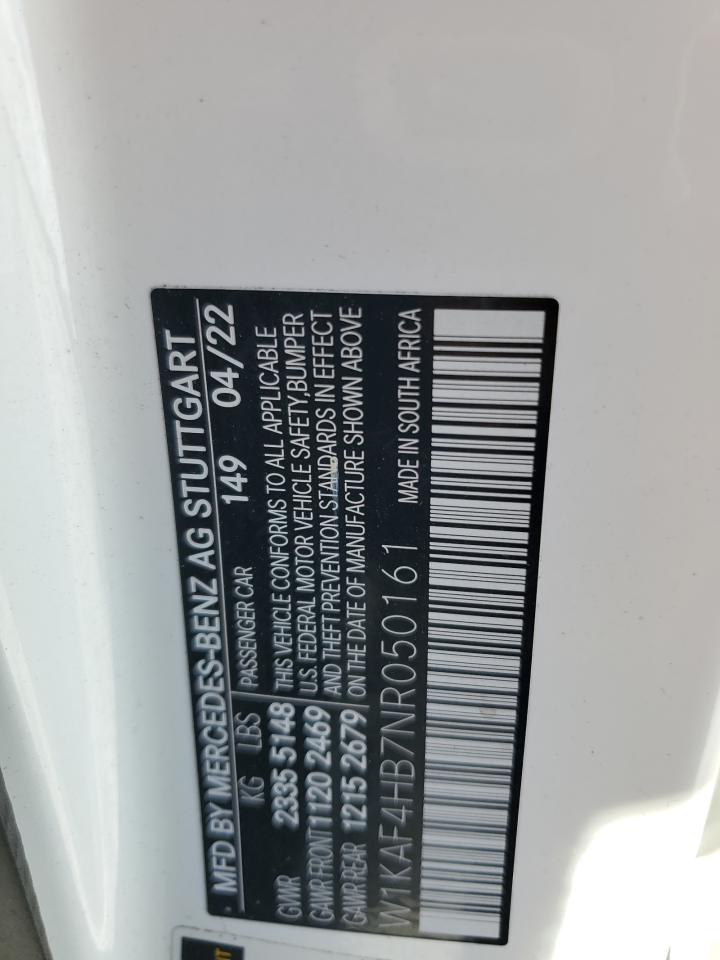 MFD BY MERCEDES-BENZ AG STUTTGART
KG LBS PASSENGER CAR 149 04/22
GVWR 2335 5148 THIS VEHICLE CONFORMS TO ALL APPLICABLE
U.S. FEDERAL MOTOR VEHICLE SAFETY,BUMPER
GAWR FRONT 1120 2469 AND THEFT PREVENTION STANDARDS IN EFFECT
GAWR REAR 1215 2679 ON THE DATE OF MANUFACTURE SHOWN ABOVE
W1KAF4HB7NR050161 MADE IN SOUTH AFRICA